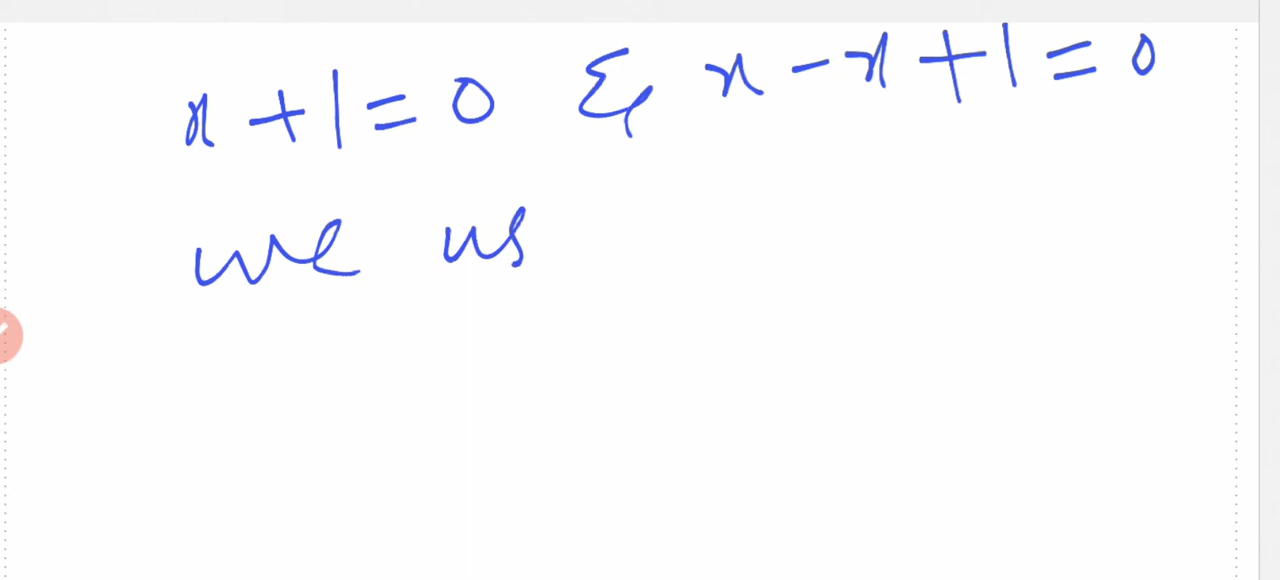 x + 1 = 0 & x - x + 1 = 0
we us